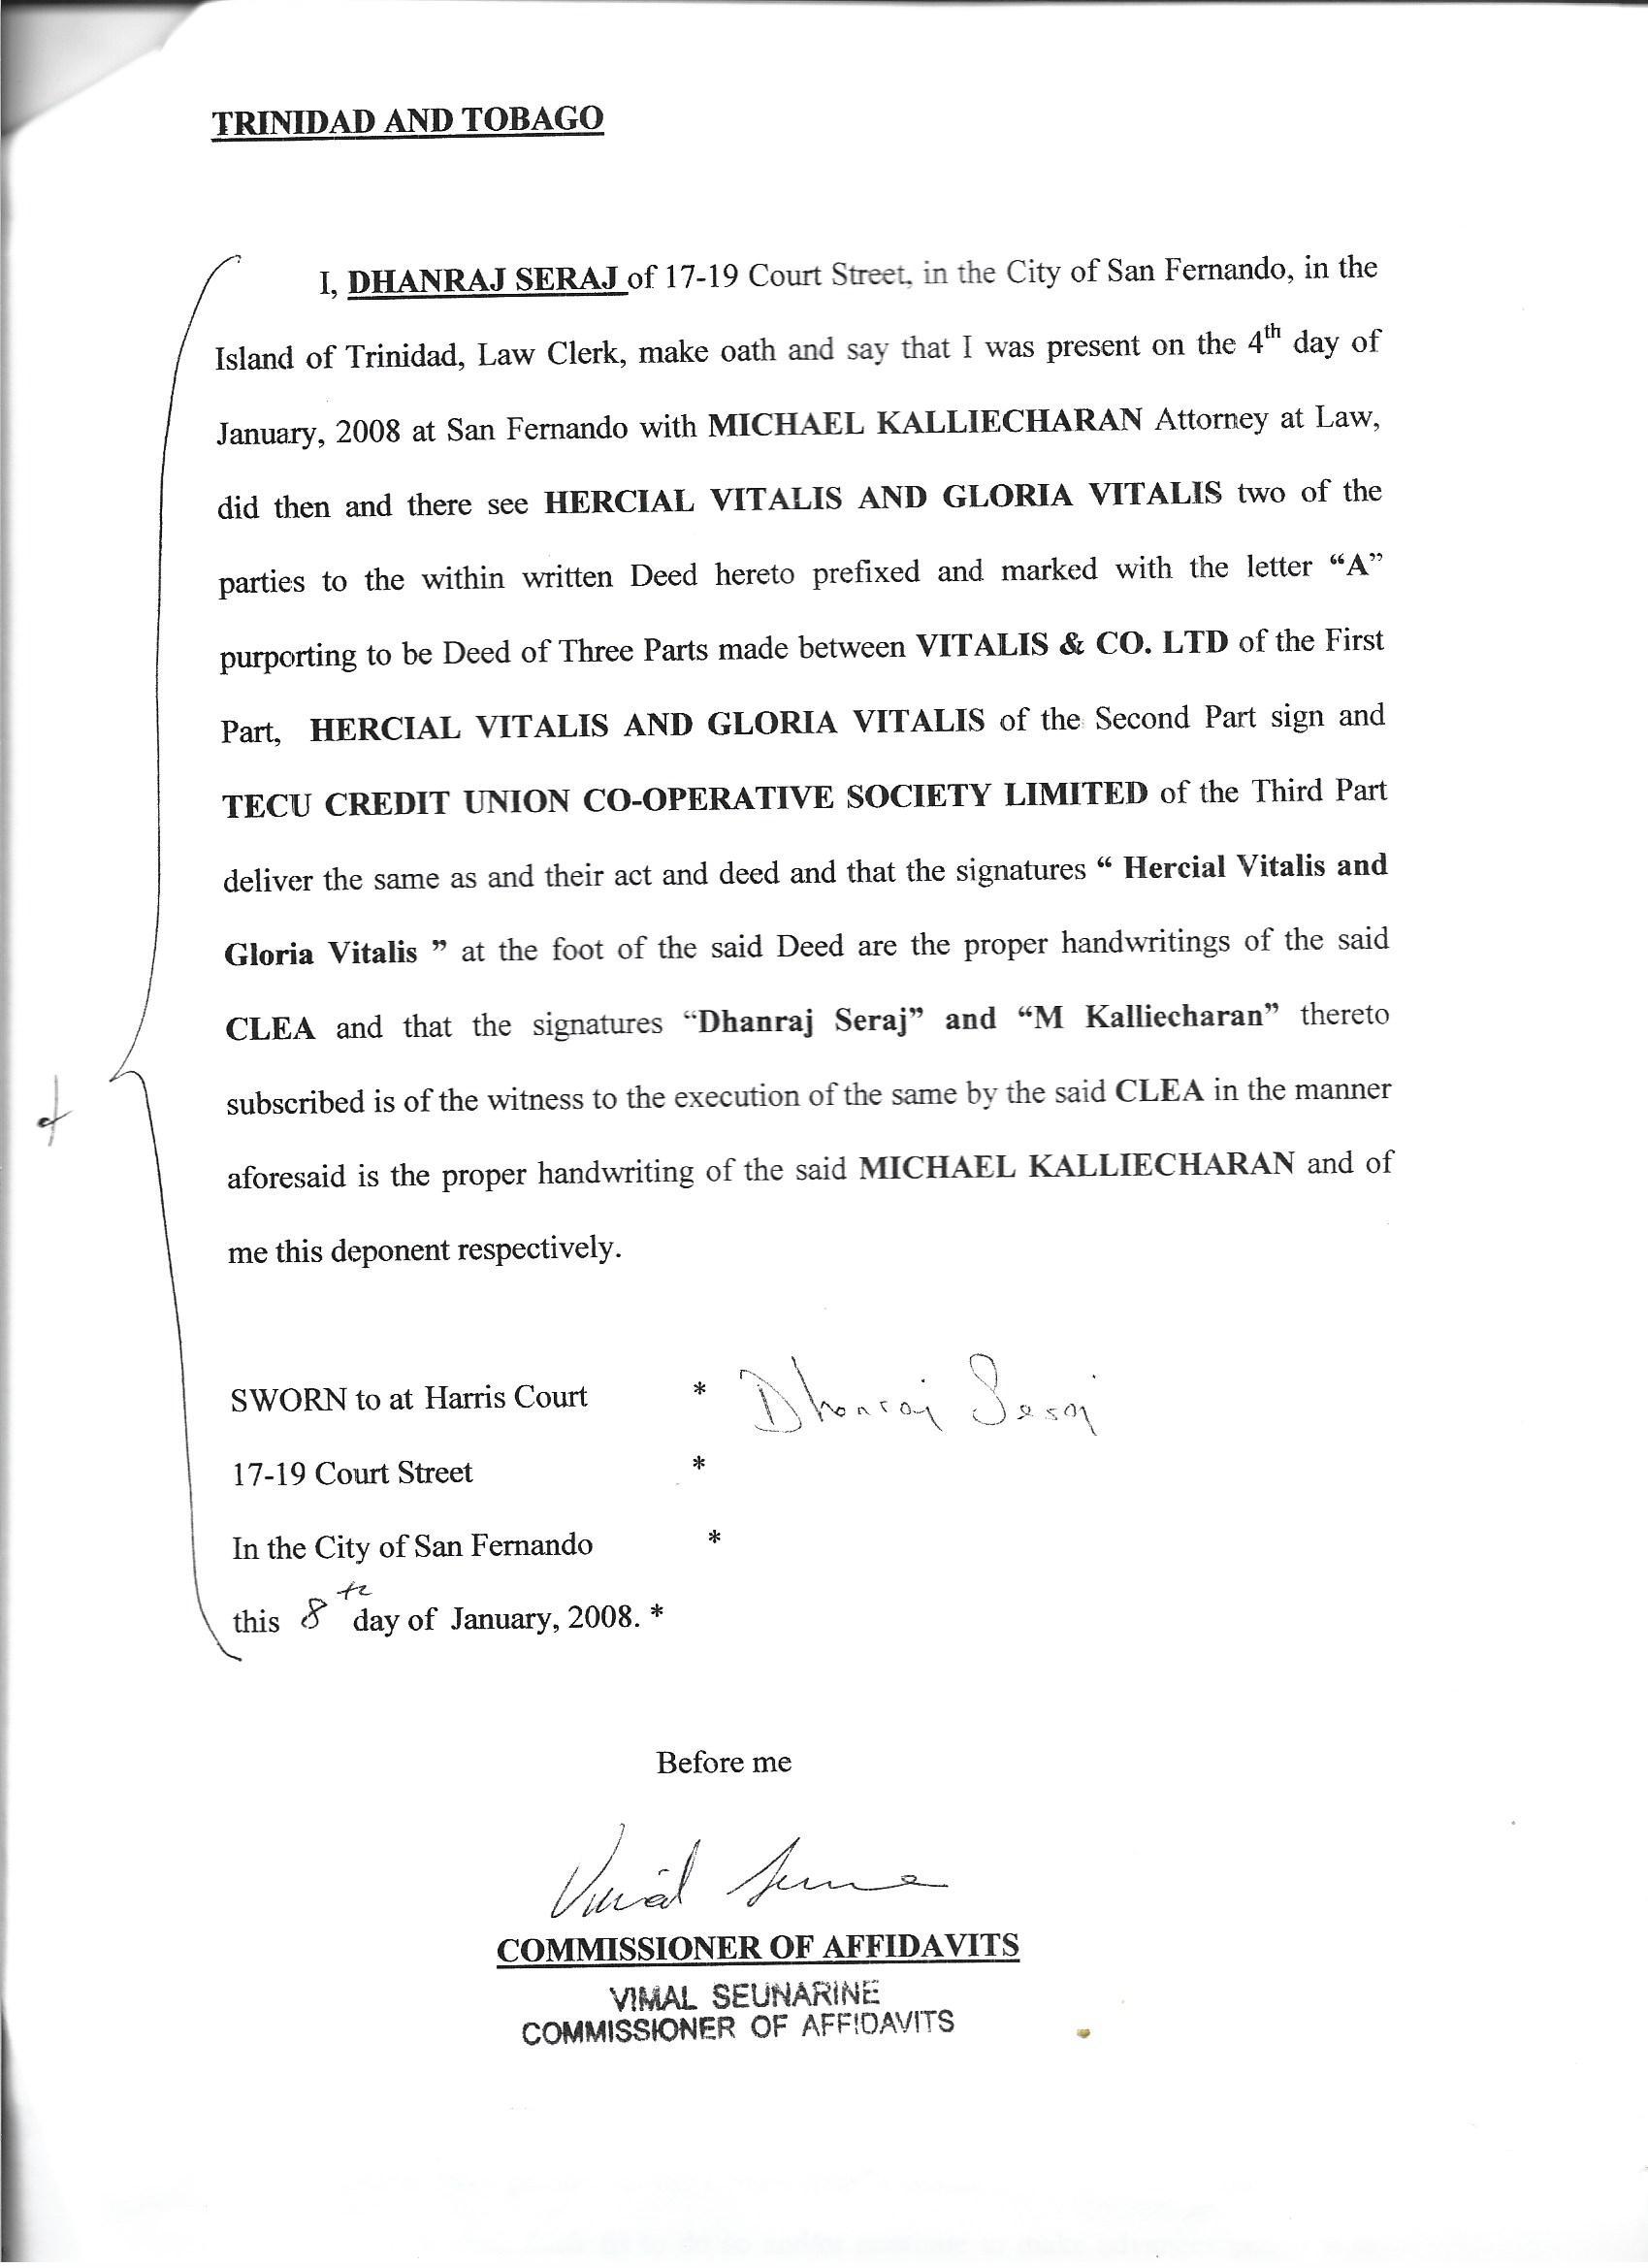 TRINIDAD AND TOBAGO
I, DHANRAJ SERAJ of 17-19 Court Street, in the City of San Fernando, in the
Island of Trinidad, Law Clerk, make oath and say that I was present on the 4th day of
January, 2008 at San Fernando with MICHAEL KALLIECHARAN Attorney at Law,
did then and there see HERCIAL VITALIS AND GLORIA VITALIS two of the
parties to the within written Deed hereto prefixed and marked with the letter “A”
purporting to be Deed of Three Parts made between VITALIS & CO. LTD of the First
Part, HERCIAL VITALIS AND GLORIA VITALIS of the Second Part sign and
TECU CREDIT UNION CO-OPERATIVE SOCIETY LIMITED of the Third Part
deliver the same as and their act and deed and that the signatures “ Hercial Vitalis and
Gloria Vitalis ” at the foot of the said Deed are the proper handwritings of the said
CLEA and that the signatures “Dhanraj Seraj” and “M Kalliecharan” thereto
subscribed is of the witness to the execution of the same by the said CLEA in the manner
aforesaid is the proper handwriting of the said MICHAEL KALLIECHARAN and of
me this deponent respectively.
SWORN to at Harris Court * Dhanraj Seraj
17-19 Court Street *
In the City of San Fernando *
this 8th day of January, 2008. *
Before me
COMMISSIONER OF AFFIDAVITS
VIMAL SEUNARINE
COMMISSIONER OF AFFIDAVITS